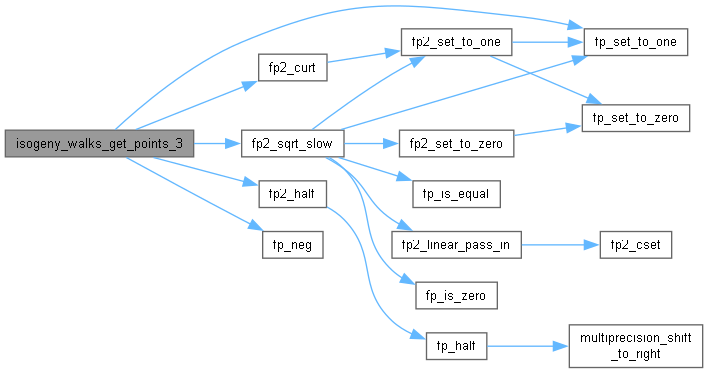 fp2_set_to_one
fp_set_to_one
fp2_curt
fp_set_to_zero
isogeny_walks_get_points_3
fp2_sqrt_slow
fp2_set_to_zero
fp2_half
fp_is_equal
fp_neg
fp2_linear_pass_in
fp2_cset
fp_is_zero
fp_half
multiprecision_shift
_to_right